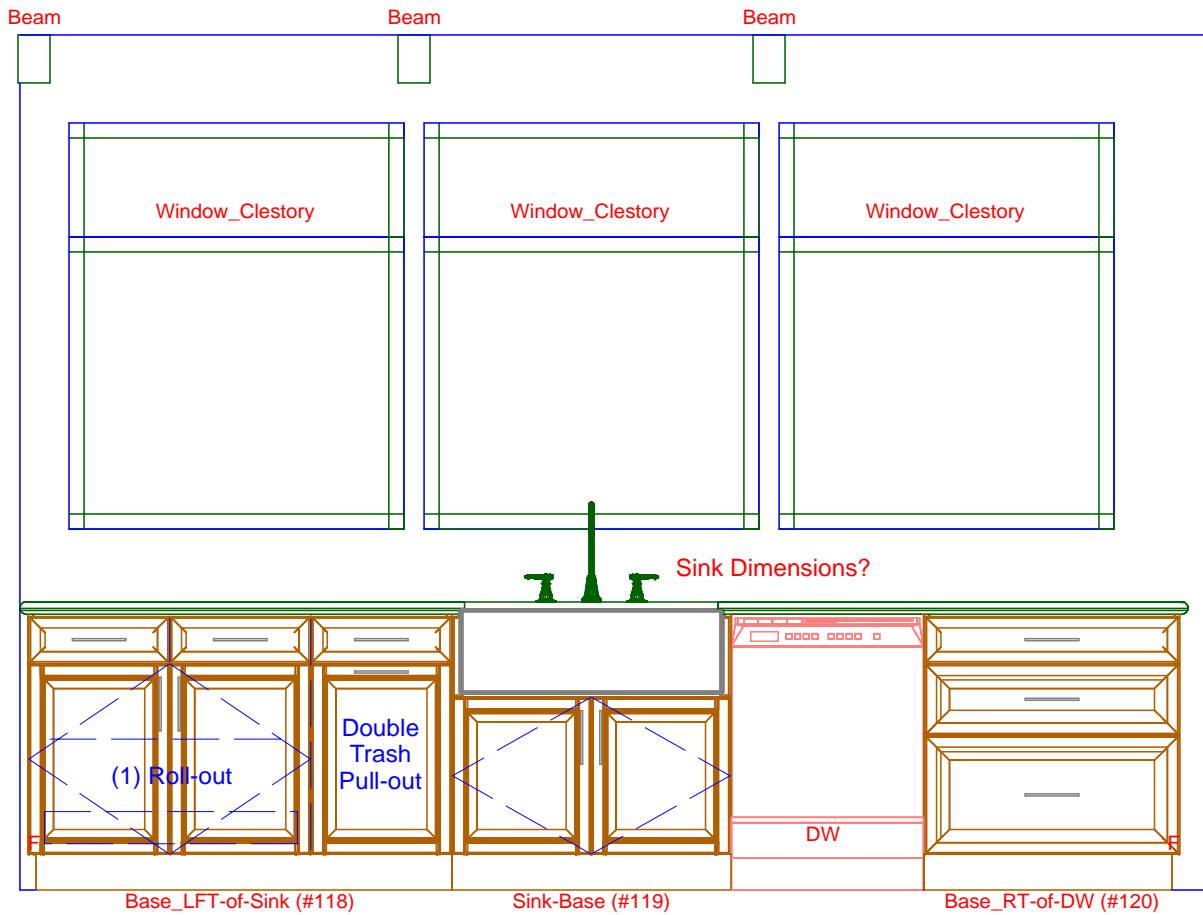 Beam
Beam
Beam
Window_Clestory
Window_Clestory
Window_Clestory
Sink Dimensions?
Double
Trash
Pull-out
(1) Roll-out
F
DW
F
Base_LFT-of-Sink (#118)
Sink-Base (#119)
Base_RT-of-DW (#120)